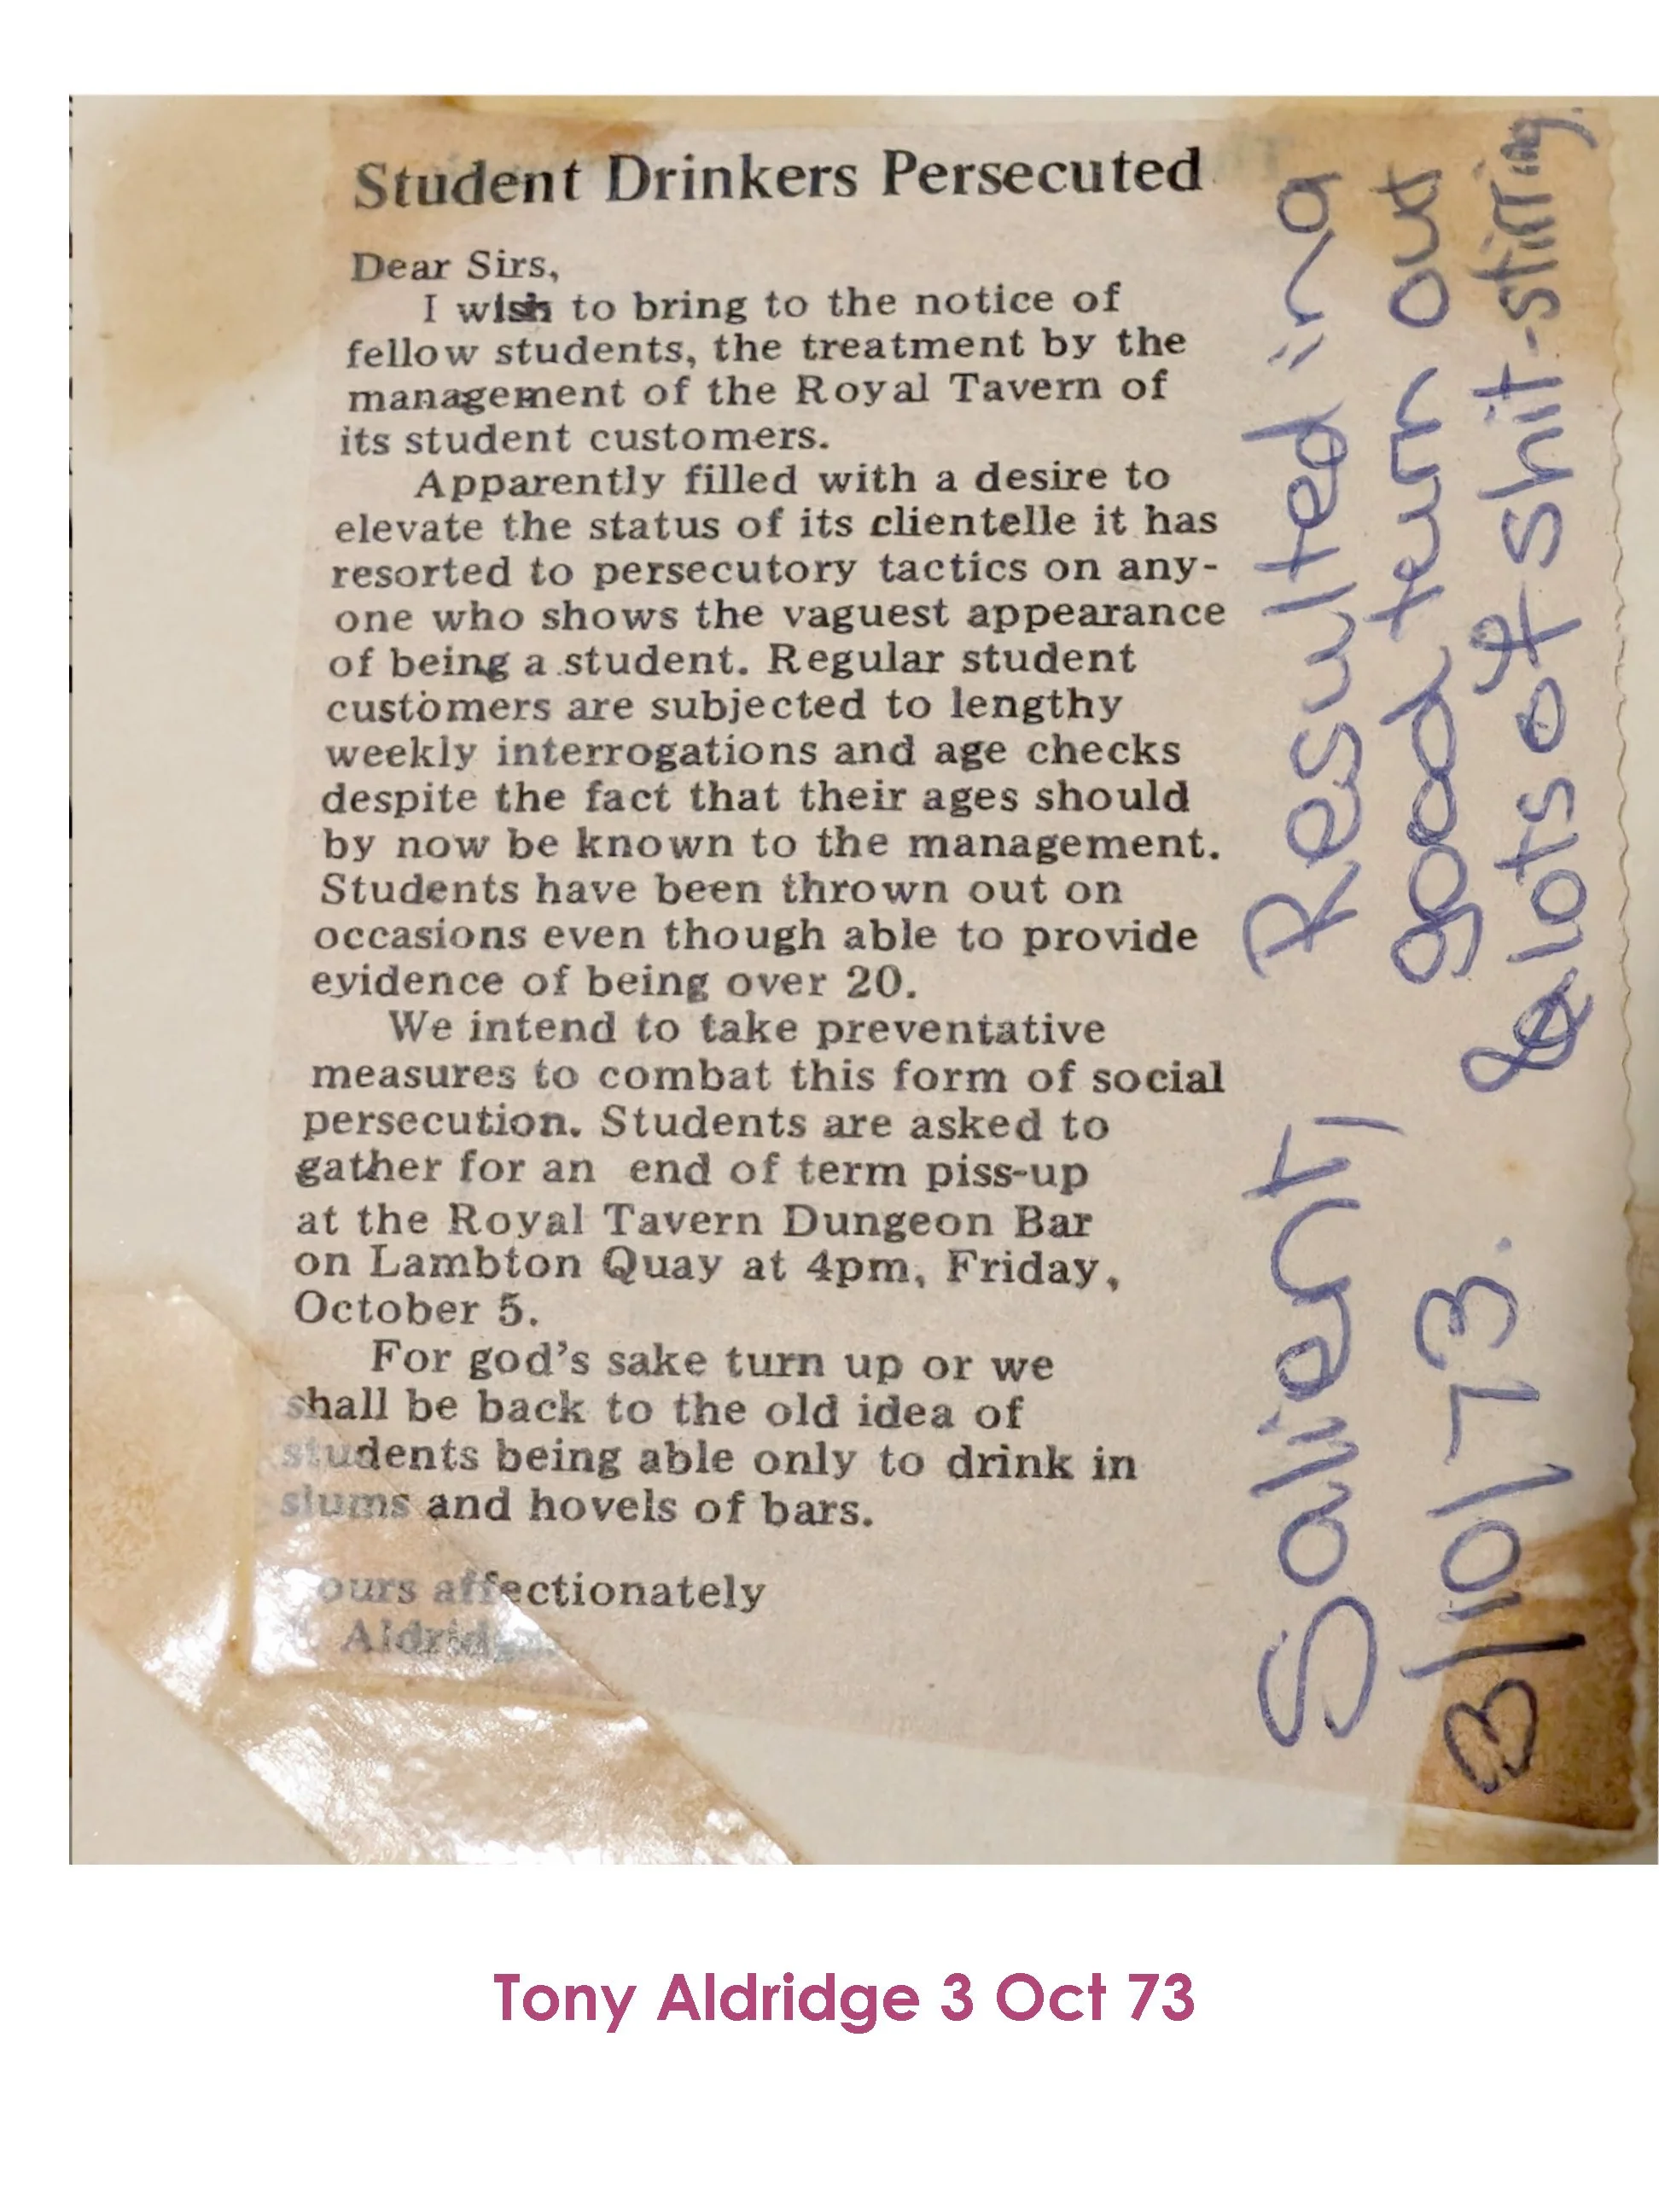 Student Drinkers Persecuted
Dear Sirs,
I wish to bring to the notice of
fellow students, the treatment by the
management of the Royal Tavern of
its student customers.
Apparently filled with a desire to
elevate the status of its clientelle it has
resorted to persecutory tactics on any-
one who shows the vaguest appearance
of being a student. Regular student
customers are subjected to lengthy
weekly interrogations and age checks
despite the fact that their ages should
by now be known to the management.
Students have been thrown out on
occasions even though able to provide
evidence of being over 20.
We intend to take preventative
measures to combat this form of social
persecution. Students are asked to
gather for an end of term piss-up
at the Royal Tavern Dungeon Bar
on Lambton Quay at 4pm, Friday,
October 5.
For god's sake turn up or we
shall be back to the old idea of
students being able only to drink in
slums and hovels of bars.
ours affectionately
Aldridge
Salient,
3/10/73.
Resulted in a
good turn out
& lots of shit-stirring.
Tony Aldridge 3 Oct 73